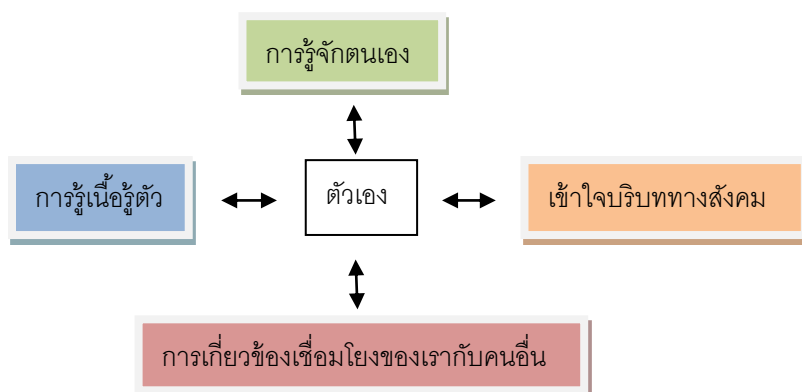 การรู้จักตนเอง
การรู้เนื้อรู้ตัว
ตัวเอง
เข้าใจบริบททางสังคม
การเกี่ยวข้องเชื่อมโยงของเรากับคนอื่น